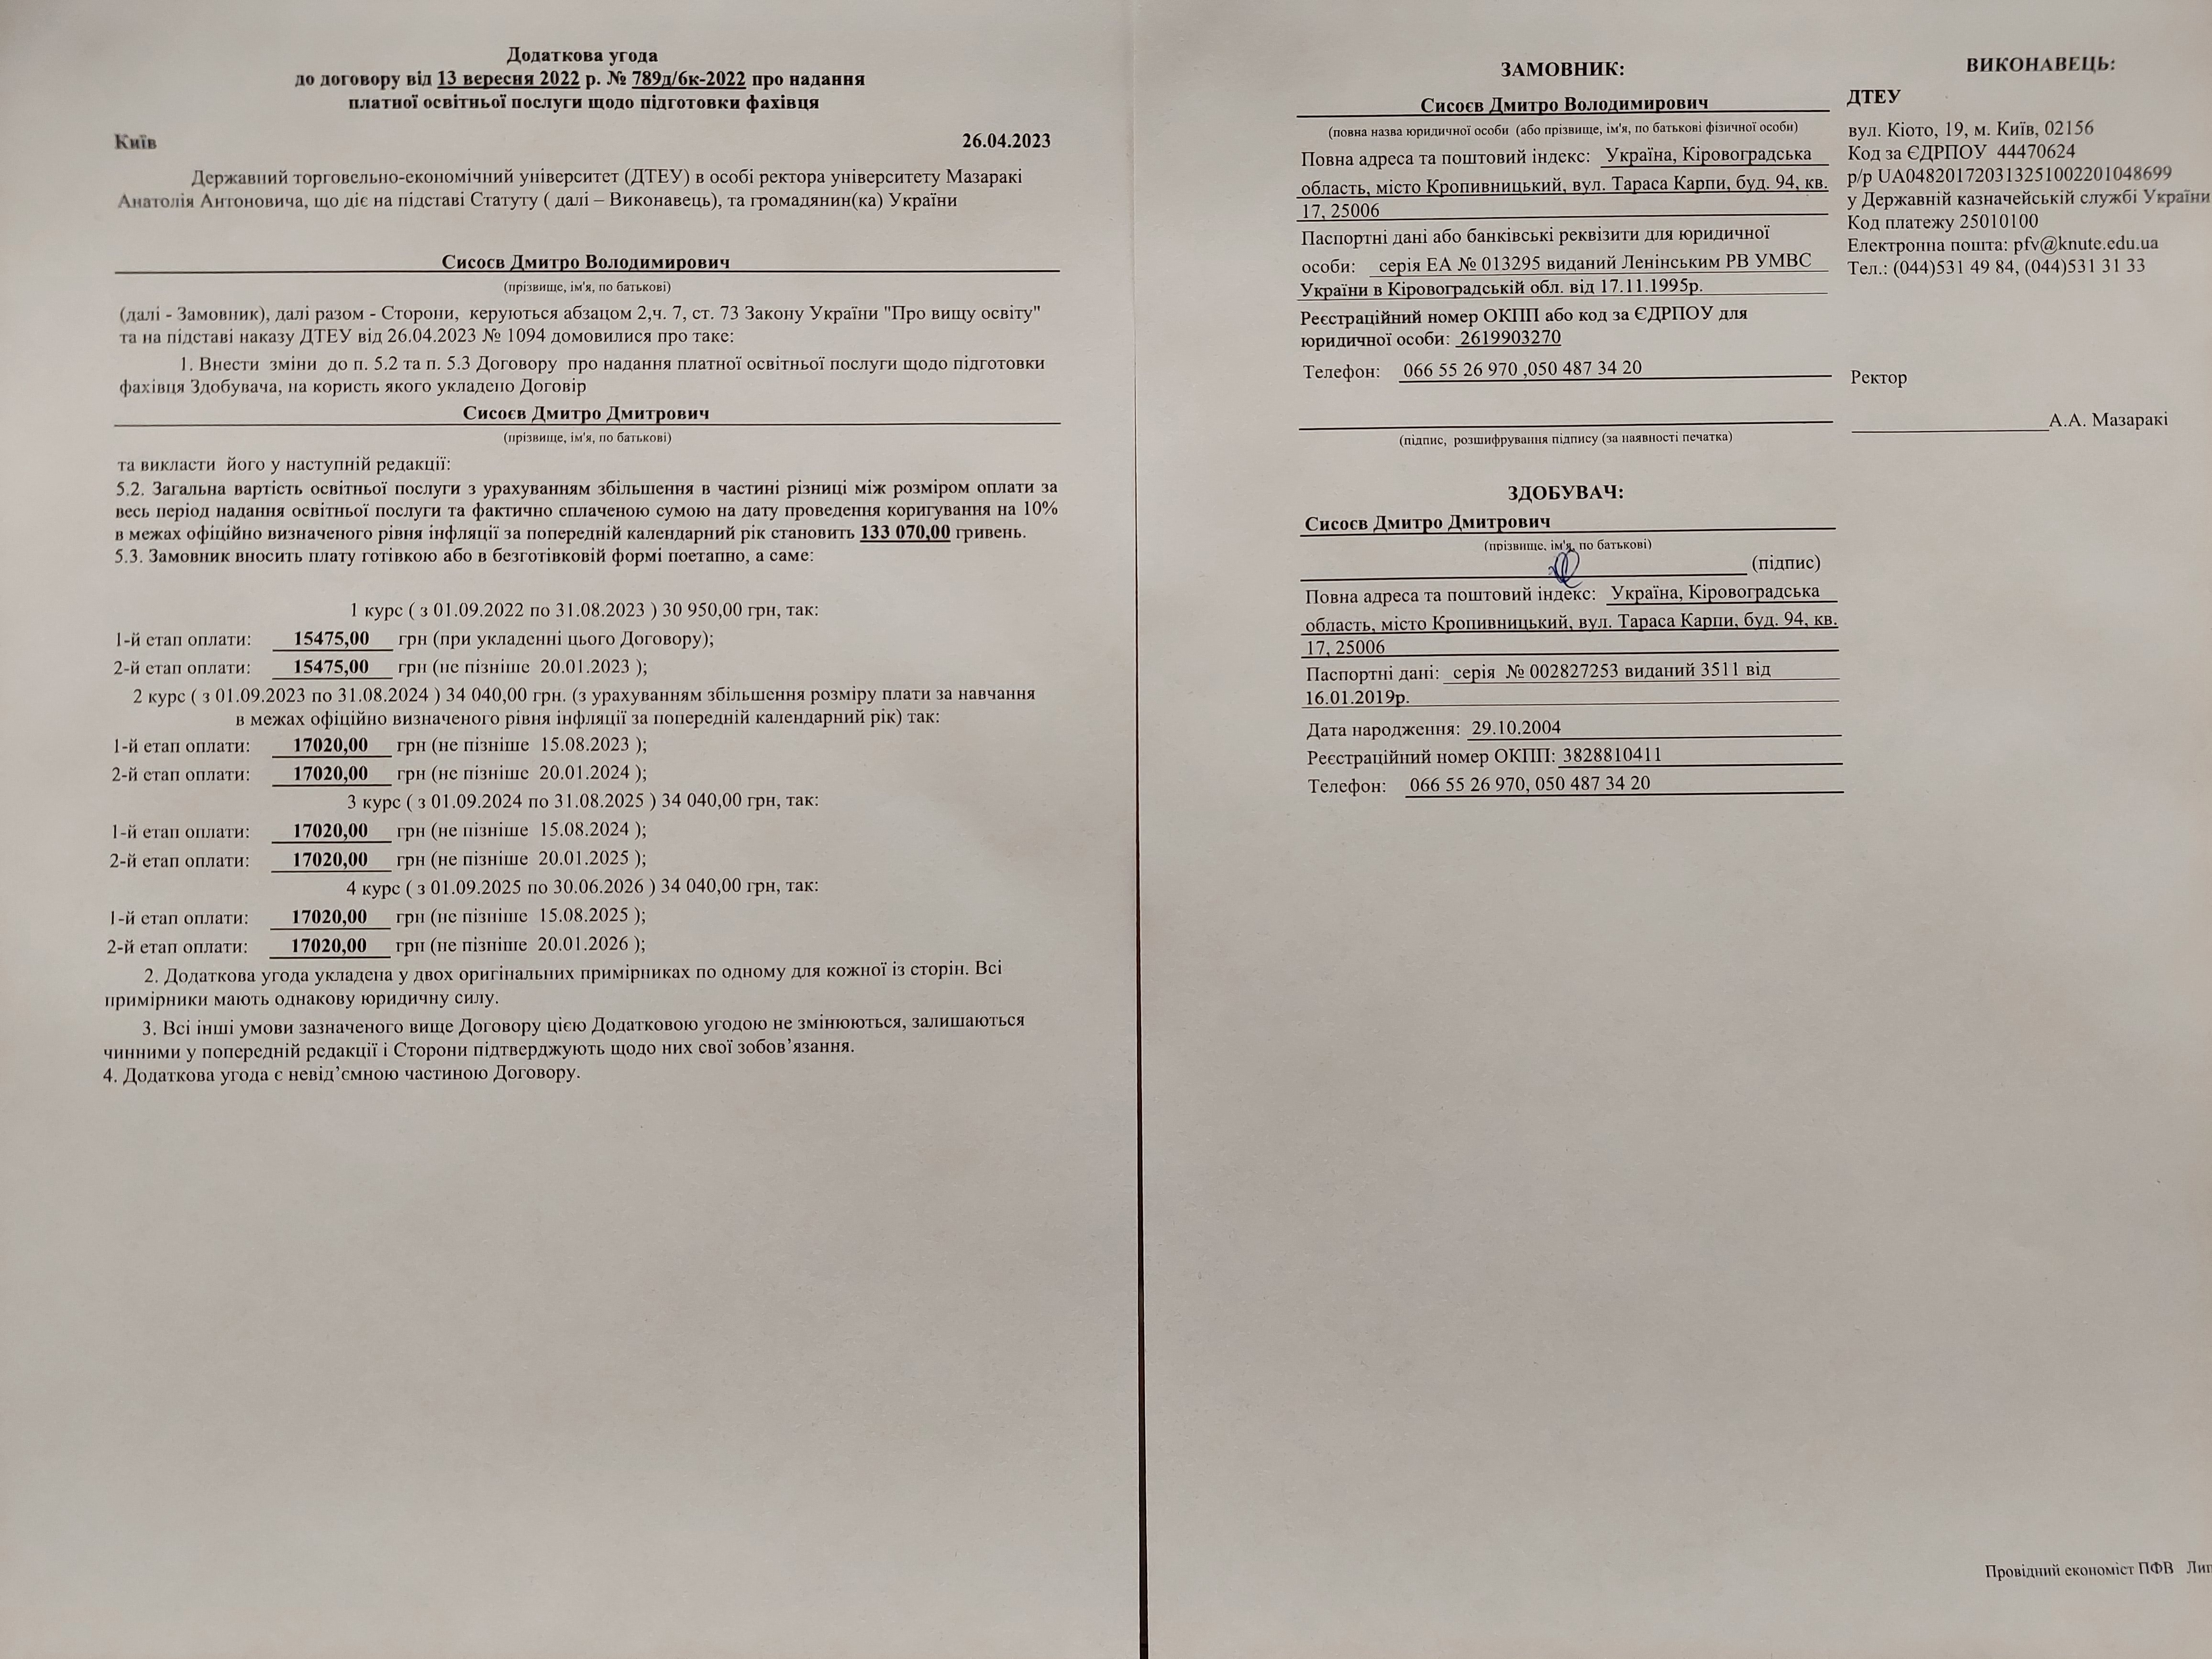 Додаткова угода
до договору від 13 вересня 2022 р. № 789д/6к-2022 про надання
платної освітньої послуги щодо підготовки фахівця
Київ 26.04.2023
Державний торговельно-економічний університет (ДТЕУ) в особі ректора університету Мазаракі
Анатолія Антоновича, що діє на підставі Статуту ( далі – Виконавець), та громадянин(ка) України
Сисоєв Дмитро Володимирович
(прізвище, ім'я, по батькові)
(далі - Замовник), далі разом - Сторони, керуються абзацом 2,ч. 7, ст. 73 Закону України "Про вищу освіту"
та на підставі наказу ДТЕУ від 26.04.2023 № 1094 домовилися про таке:
1. Внести зміни до п. 5.2 та п. 5.3 Договору про надання платної освітньої послуги щодо підготовки
фахівця Здобувача, на користь якого укладено Договір
Сисоєв Дмитро Дмитрович
(прізвище, ім'я, по батькові)
та викласти його у наступній редакції:
5.2. Загальна вартість освітньої послуги з урахуванням збільшення в частині різниці між розміром оплати за
весь період надання освітньої послуги та фактично сплаченою сумою на дату проведення коригування на 10%
в межах офіційно визначеного рівня інфляції за попередній календарний рік становить 133 070,00 гривень.
5.3. Замовник вносить плату готівкою або в безготівковій формі поетапно, а саме:
1 курс ( з 01.09.2022 по 31.08.2023 ) 30 950,00 грн, так:
1-й етап оплати: 15475,00 грн (при укладенні цього Договору);
2-й етап оплати: 15475,00 грн (не пізніше 20.01.2023 );
2 курс ( з 01.09.2023 по 31.08.2024 ) 34 040,00 грн. (з урахуванням збільшення розміру плати за навчання
в межах офіційно визначеного рівня інфляції за попередній календарний рік) так:
1-й етап оплати: 17020,00 грн (не пізніше 15.08.2023 );
2-й етап оплати: 17020,00 грн (не пізніше 20.01.2024 );
3 курс ( з 01.09.2024 по 31.08.2025 ) 34 040,00 грн, так:
1-й етап оплати: 17020,00 грн (не пізніше 15.08.2024 );
2-й етап оплати: 17020,00 грн (не пізніше 20.01.2025 );
4 курс ( з 01.09.2025 по 30.06.2026 ) 34 040,00 грн, так:
1-й етап оплати: 17020,00 грн (не пізніше 15.08.2025 );
2-й етап оплати: 17020,00 грн (не пізніше 20.01.2026 );
2. Додаткова угода укладена у двох оригінальних примірниках по одному для кожної із сторін. Всі
примірники мають однакову юридичну силу.
3. Всі інші умови зазначеного вище Договору цією Додатковою угодою не змінюються, залишаються
чинними у попередній редакції і Сторони підтверджують щодо них свої зобов’язання.
4. Додаткова угода є невід’ємною частиною Договору.
ЗАМОВНИК:
Сисоєв Дмитро Володимирович
(повна назва юридичної особи (або прізвище, ім'я, по батькові фізичної особи)
Повна адреса та поштовий індекс: Україна, Кіровоградська
область, місто Кропивницький, вул. Тараса Карпи, буд. 94, кв.
17, 25006
Паспортні дані або банківські реквізити для юридичної
особи: серія ЕА № 013295 виданий Ленінським РВ УМВС
України в Кіровоградській обл. від 17.11.1995р.
Реєстраційний номер ОКПП або код за ЄДРПОУ для
юридичної особи: 2619903270
Телефон: 066 55 26 970 ,050 487 34 20
(підпис, розшифрування підпису (за наявності печатка)
ВИКОНАВЕЦЬ:
ДТЕУ
вул. Кіото, 19, м. Київ, 02156
Код за ЄДРПОУ 44470624
р/р UA048201720313251002201048699
у Державній казначейській службі України
Код платежу 25010100
Електронна пошта: pfv@knute.edu.ua
Тел.: (044)531 49 84, (044)531 31 33
Ректор
А.А. Мазаракі
ЗДОБУВАЧ:
Сисоєв Дмитро Дмитрович
(прізвище, ім'я, по батькові)
(підпис)
Повна адреса та поштовий індекс: Україна, Кіровоградська
область, місто Кропивницький, вул. Тараса Карпи, буд. 94, кв.
17, 25006
Паспортні дані: серія № 002827253 виданий 3511 від
16.01.2019р.
Дата народження: 29.10.2004
Реєстраційний номер ОКПП: 3828810411
Телефон: 066 55 26 970, 050 487 34 20
Провідний економіст ПФВ